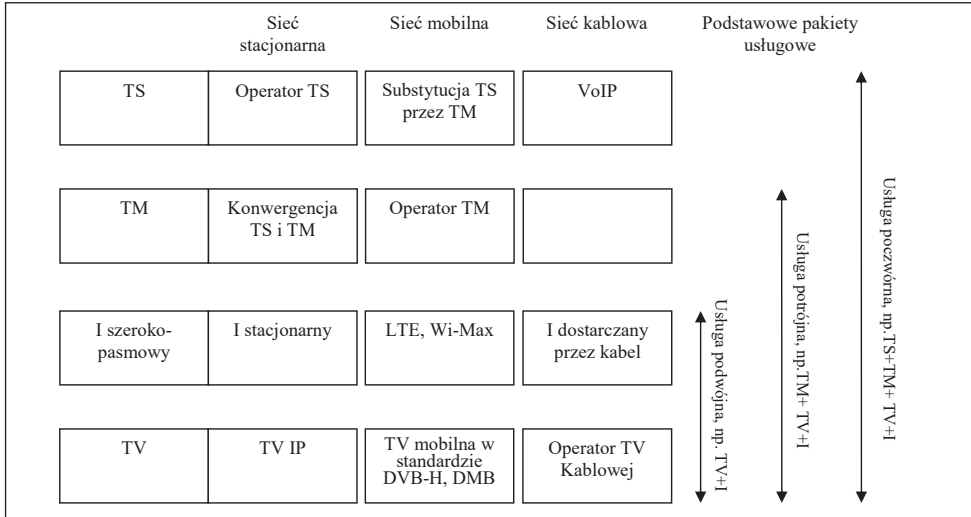 Sieć
stacjonarna
Sieć mobilna
Sieć kablowa
Podstawowe pakiety
usługowe
TS
Operator TS
Substytucja TS
przez TM
VoIP
TM
Konwergencja
TS i TM
Operator TM
I szeroko-
pasmowy
I stacjonarny
LTE, Wi-Max
I dostarczany
przez kabel
TV
TV IP
TV mobilna w
standardzie
DVB-H, DMB
Operator TV
Kablowej
Usługa podwójna, np. TV+I
Usługa potrójna, np.TM+ TV+I
Usługa poczwórna, np.TS+TM+ TV+I